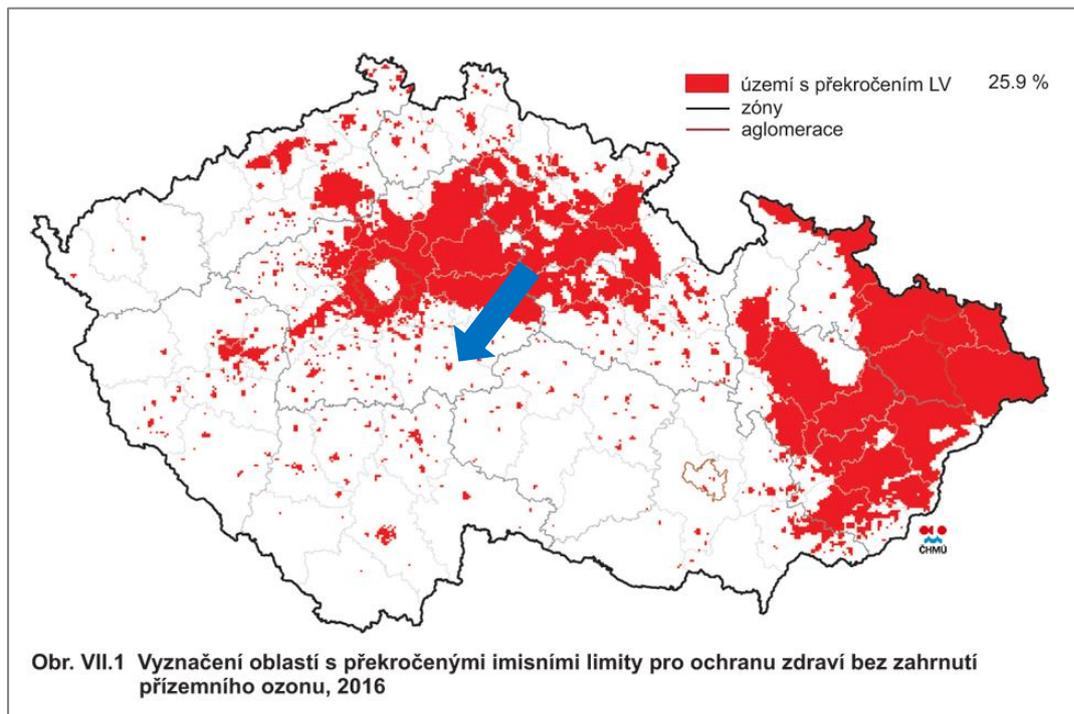 území s překročením LV 25.9 %
zóny
aglomerace
ČHMÚ
Obr. VII.1 Vyznačení oblastí s překročenými imisními limity pro ochranu zdraví bez zahrnutí
přízemního ozonu, 2016